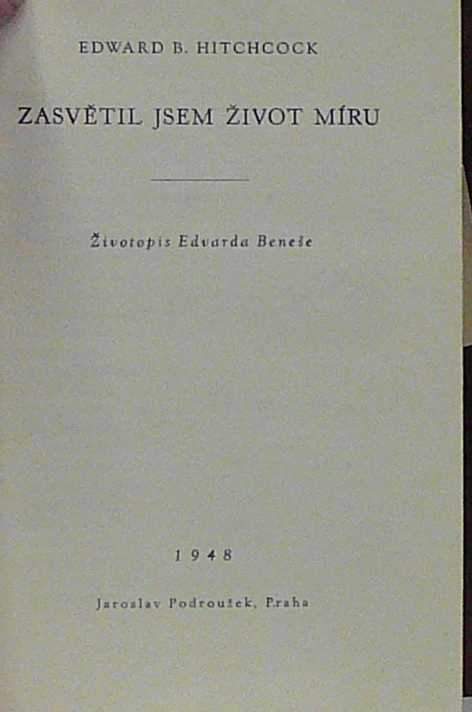 EDWARD B. HITCHCOCK
ZASVĚTIL JSEM ŽIVOT MÍRU
Životopis Edvarda Beneše
1948
Jaroslav Podroužek, Praha